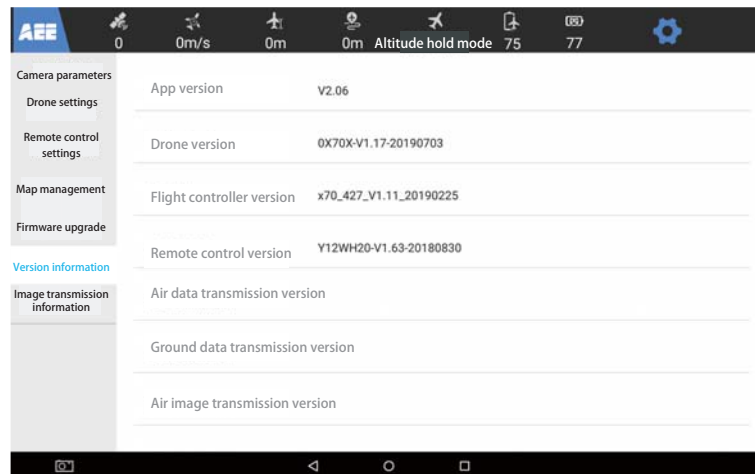 AEE
0
0m/s
0m
0m
Altitude hold mode
75
77
Camera parameters
Drone settings
Remote control
settings
Map management
Firmware upgrade
Version information
Image transmission
information
App version
V2.06
Drone version
0X70X-V1.17-20190703
Flight controller version
x70_427_V1.11_20190225
Remote control version
Y12WH20-V1.63-20180830
Air data transmission version
Ground data transmission version
Air image transmission version